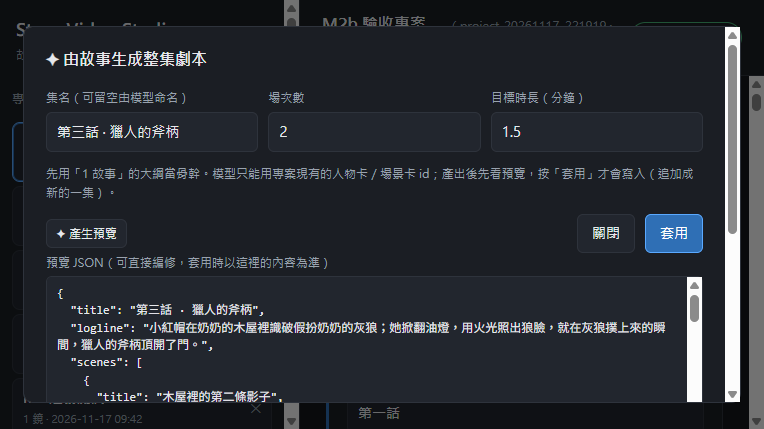 M2b 驗收專案
✦ 由故事生成整集劇本
集名（可留空由模型命名）
場次數
目標時長（分鐘）
第三話 · 獵人的斧柄
2
1.5
先用「1 故事」的大綱當骨幹。模型只能用專案現有的人物卡 / 場景卡 id；產出後先看預覽，按「套用」才會寫入（追加成
新的一集）。
✦ 產生預覽
關閉
套用
預覽 JSON（可直接編修，套用時以這裡的內容為準）
{
"title": "第三話 · 獵人的斧柄",
"logline": "小紅帽在奶奶的木屋裡識破假扮奶奶的灰狼；她掀翻油燈，用火光照出狼臉，就在灰狼撲上來的瞬
間，獵人的斧柄頂開了門。",
"scenes": [
{
"title": "木屋裡的第二條影子",
1 鏡 · 2026-11-17 09:42
第一話